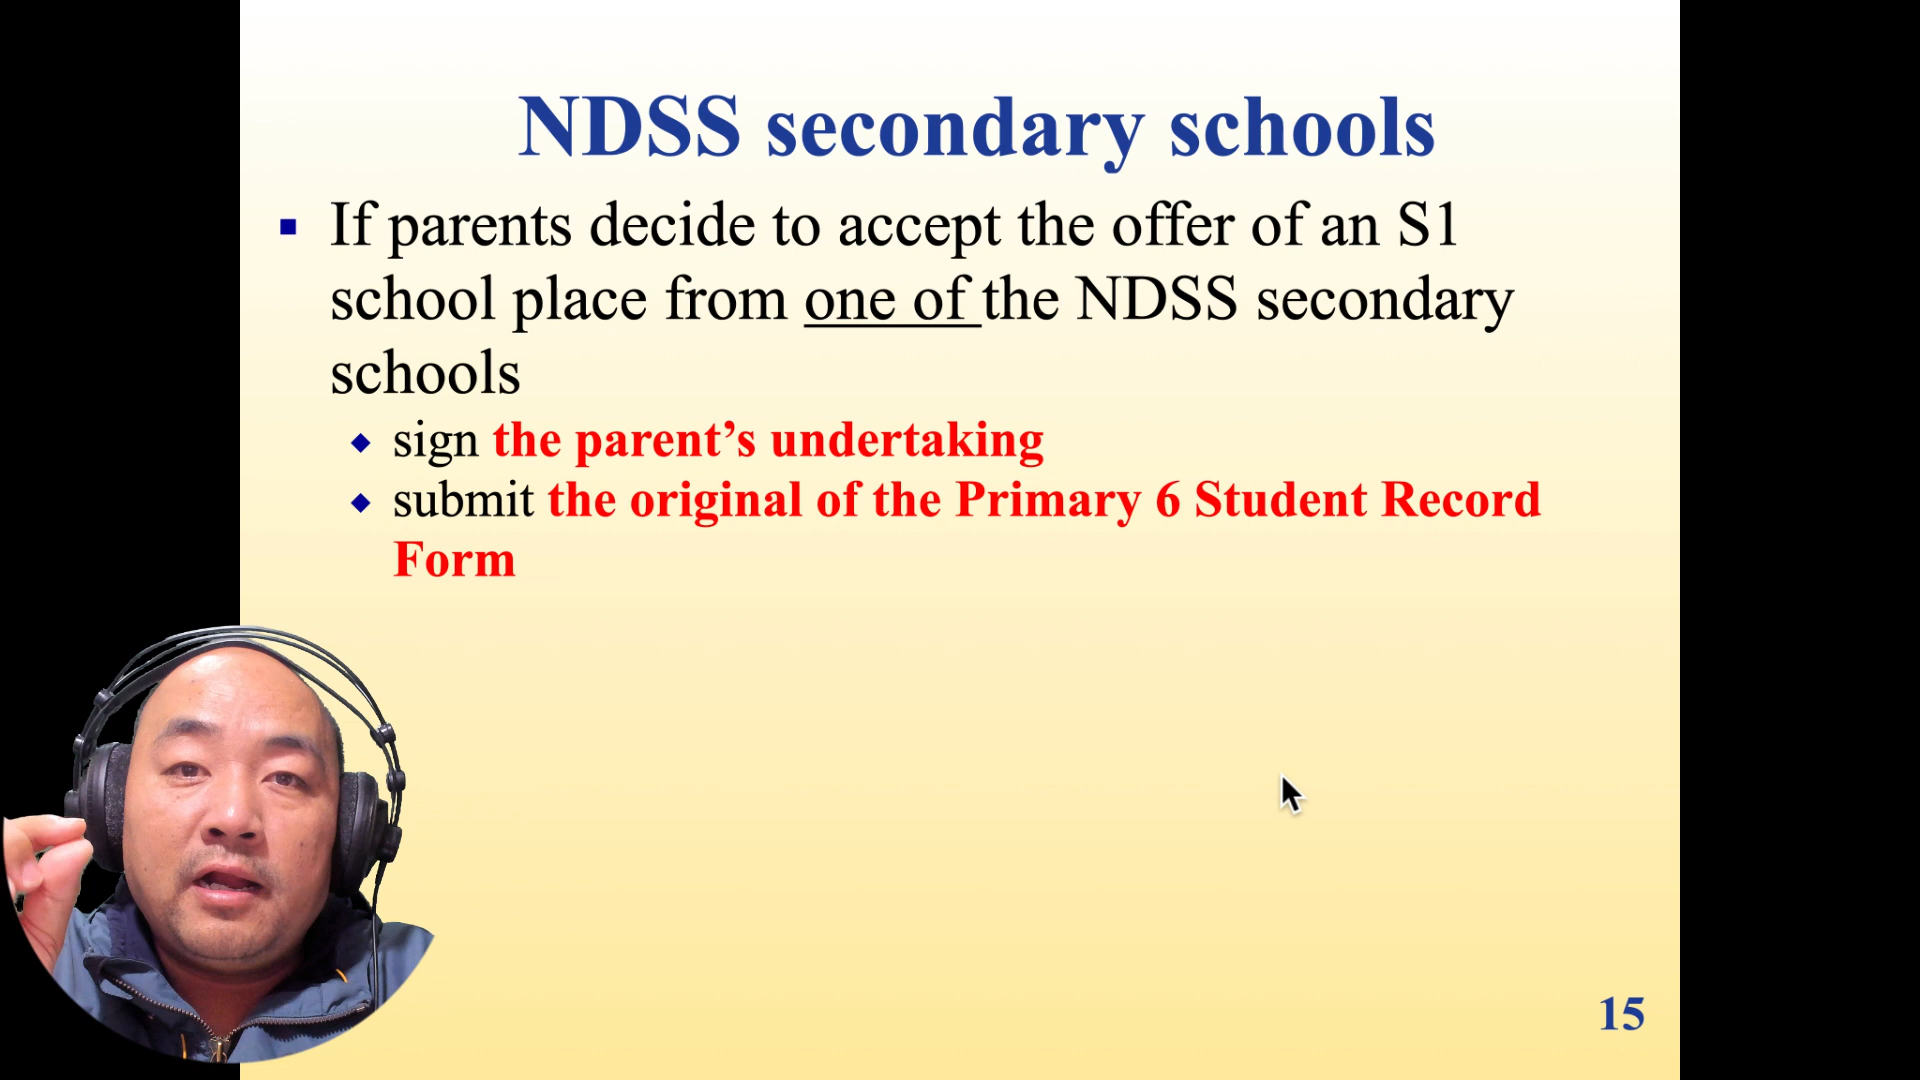 NDSS secondary schools
If parents decide to accept the offer of an S1
school place from one of the NDSS secondary
schools
sign the parent’s undertaking
submit the original of the Primary 6 Student Record
Form
15